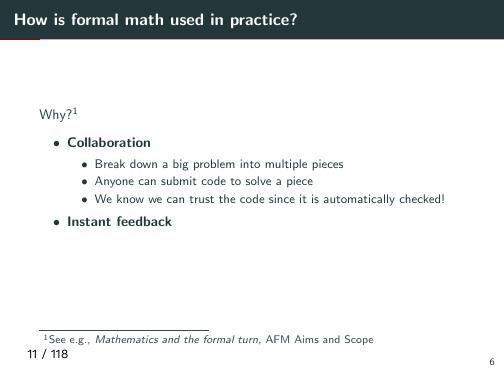 How is formal math used in practice?
Why?¹
• Collaboration
• Break down a big problem into multiple pieces
• Anyone can submit code to solve a piece
• We know we can trust the code since it is automatically checked!
• Instant feedback
¹See e.g., Mathematics and the formal turn, AFM Aims and Scope
11 / 118
6